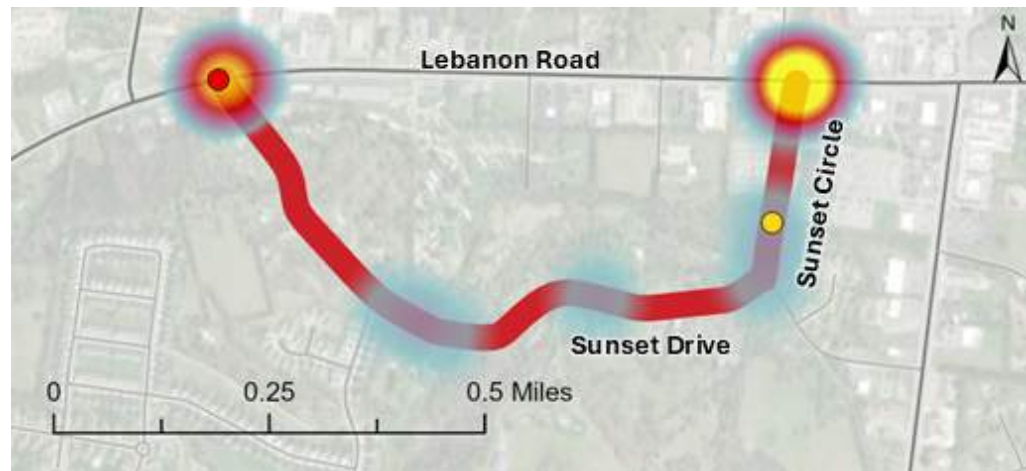 N
Lebanon Road
Sunset Circle
Sunset Drive
0 0.25 0.5 Miles